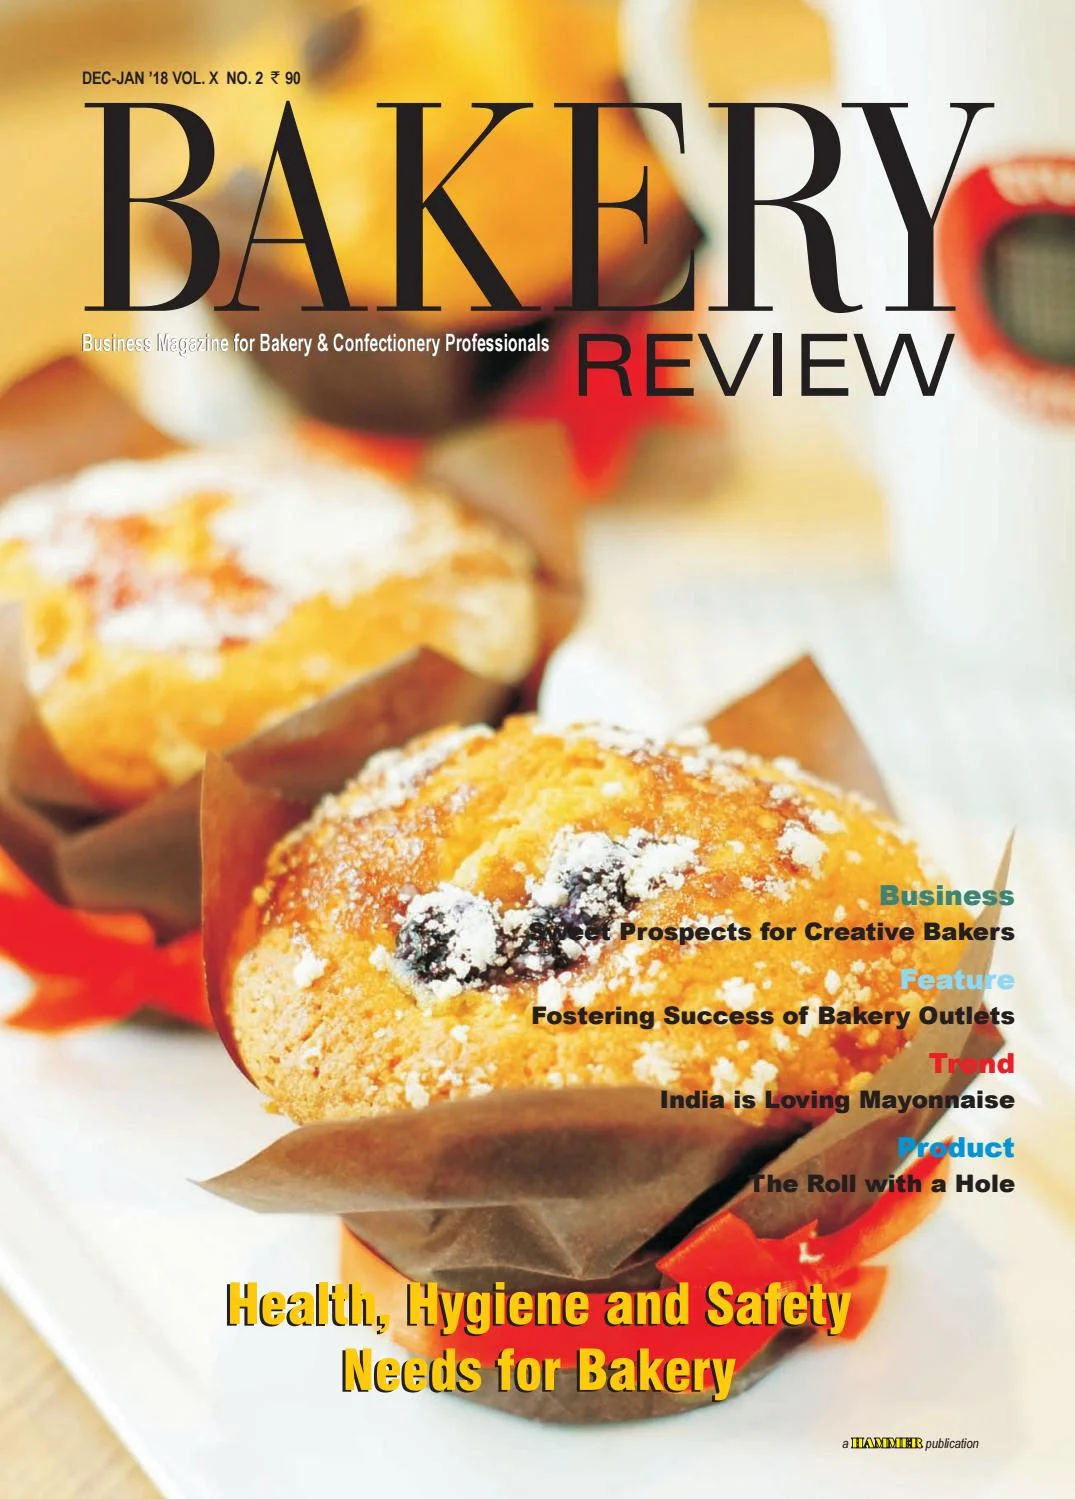 DEC-JAN '18 VOL. X NO. 2 ₹ 90
BAKERY
REVIEW
Business Magazine for Bakery & Confectionery Professionals
Business
Sweet Prospects for Creative Bakers
Feature
Fostering Success of Bakery Outlets
Trend
India is Loving Mayonnaise
Product
The Roll with a Hole
Health, Hygiene and Safety
Needs for Bakery
a HAMMER publication